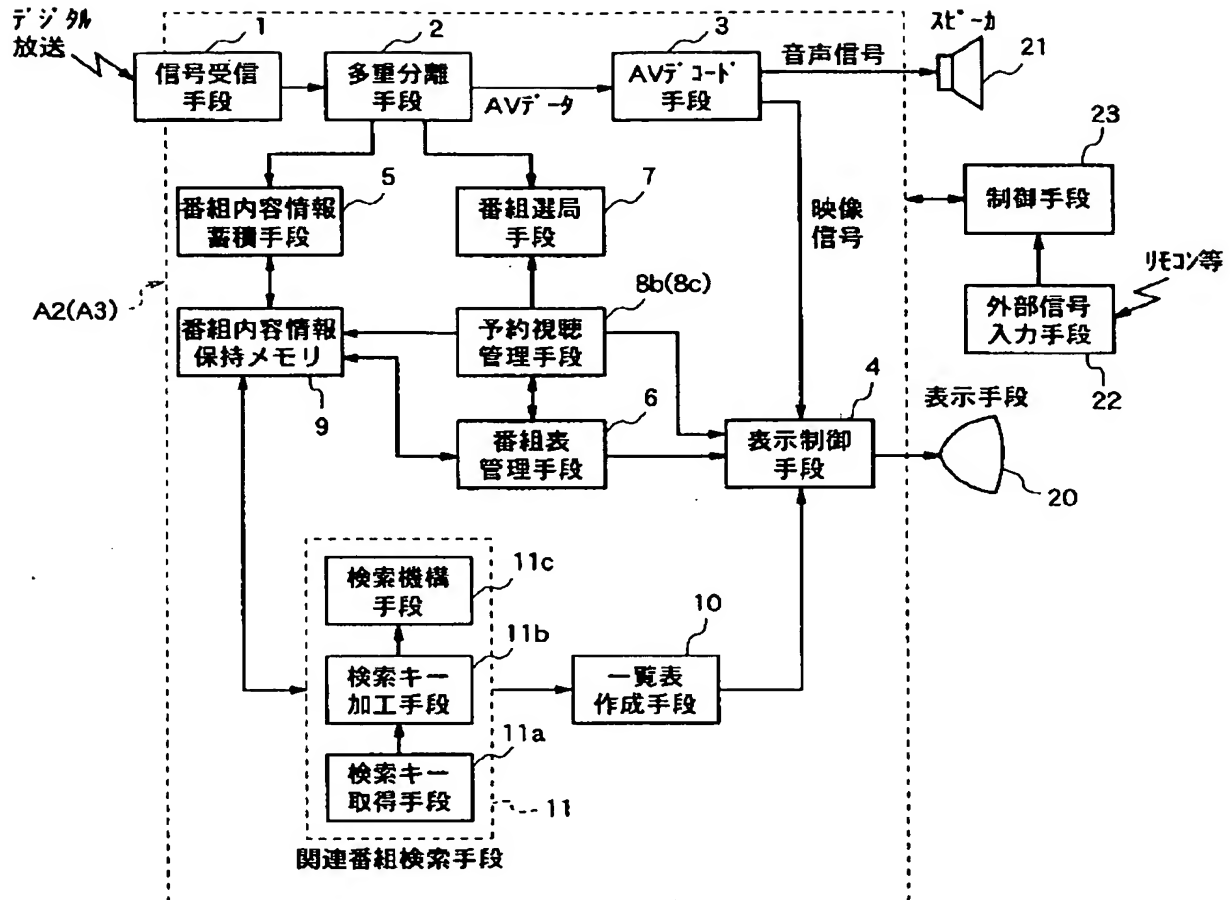 デジタル
放送
1
信号受信
手段
2
多重分離
手段
AVデータ
3
AVデコード
手段
音声信号
スピーカ
21
23
制御手段
リモコン等
外部信号
入力手段
22
5
番組内容情報
蓄積手段
7
番組選局
手段
映像
信号
A2(A3)
番組内容情報
保持メモリ
9
8b(8c)
予約視聴
管理手段
6
番組表
管理手段
4
表示制御
手段
表示手段
20
検索機構
手段
11c
検索キー
加工手段
11b
検索キー
取得手段
11a
11
関連番組検索手段
10
一覧表
作成手段